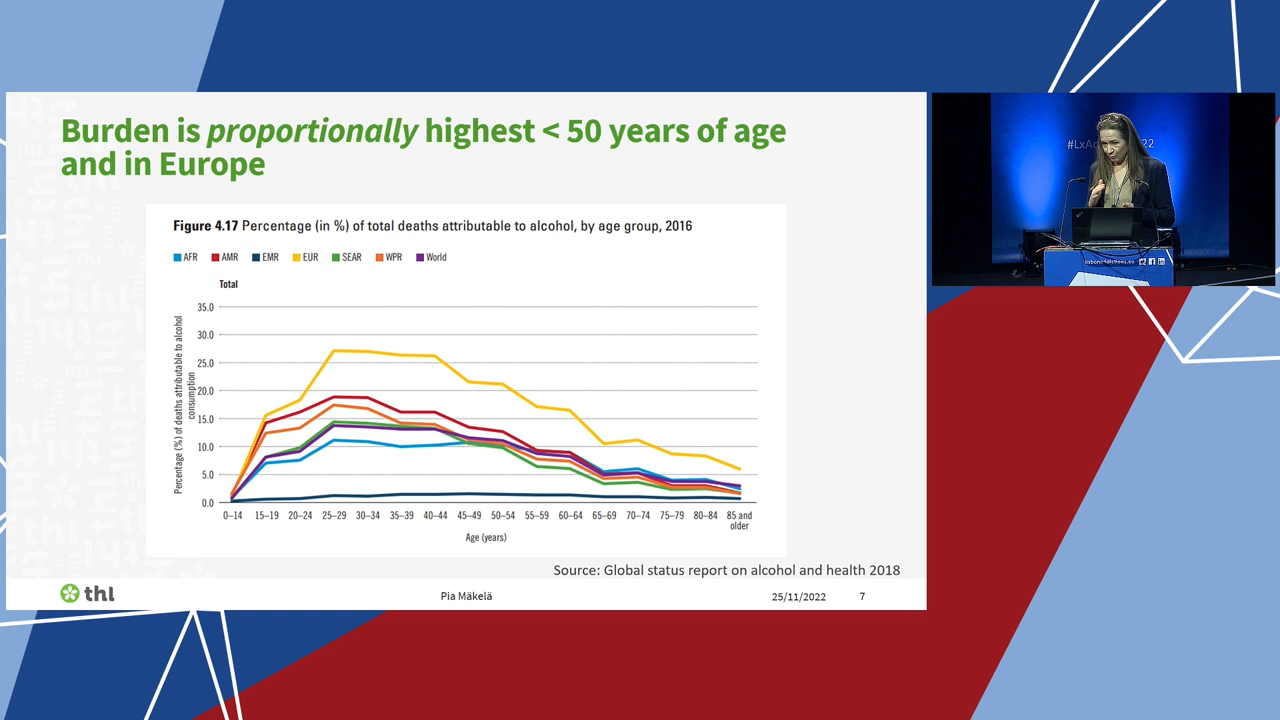 Burden is proportionally highest < 50 years of age
and in Europe
Figure 4.17 Percentage (in %) of total deaths attributable to alcohol, by age group, 2016
AFR AMR EMR EUR SEAR WPR World
Total
Percentage (%) of deaths attributable to alcohol
consumption
35.0
30.0
25.0
20.0
15.0
10.0
5.0
0.0
0–14 15–19 20–24 25–29 30–34 35–39 40–44 45–49 50–54 55–59 60–64 65–69 70–74 75–79 80–84 85 and
older
Age (years)
Source: Global status report on alcohol and health 2018
thl
Pia Mäkelä
25/11/2022
7
22